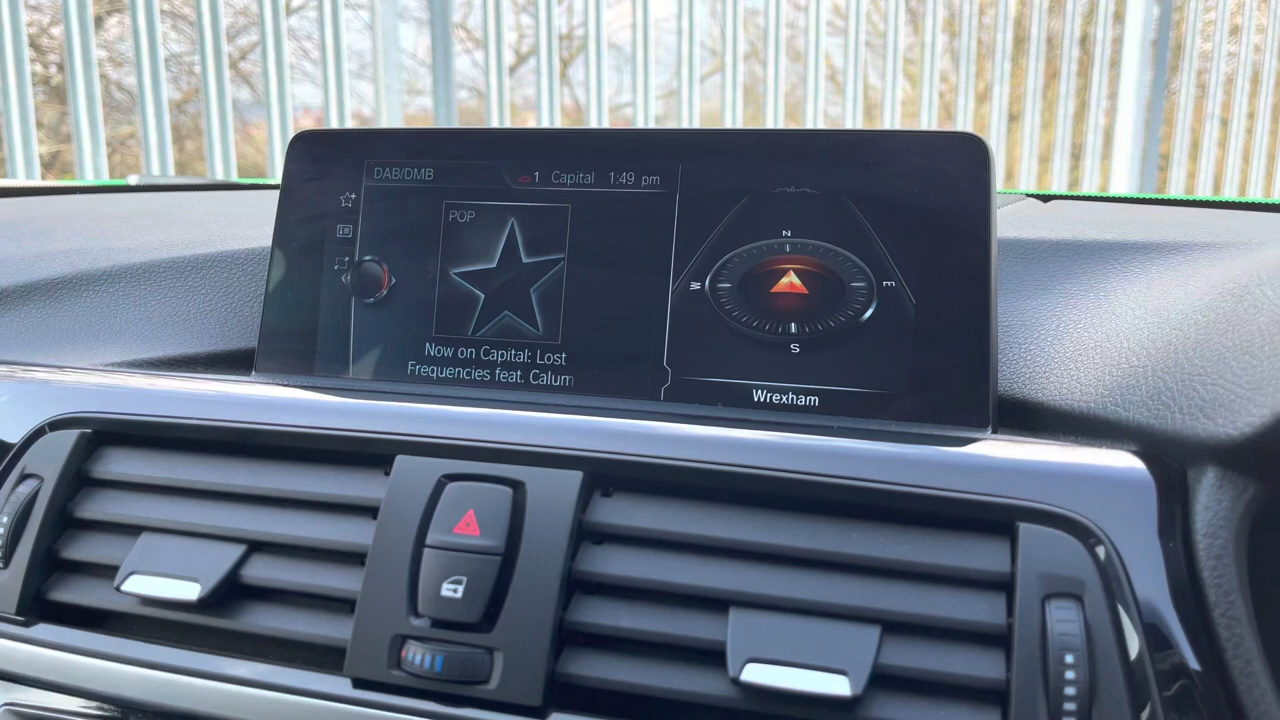 DAB/DMB
1 Capital 1:49 pm
POP
Now on Capital: Lost
Frequencies feat. Calum
N
W
E
S
Wrexham